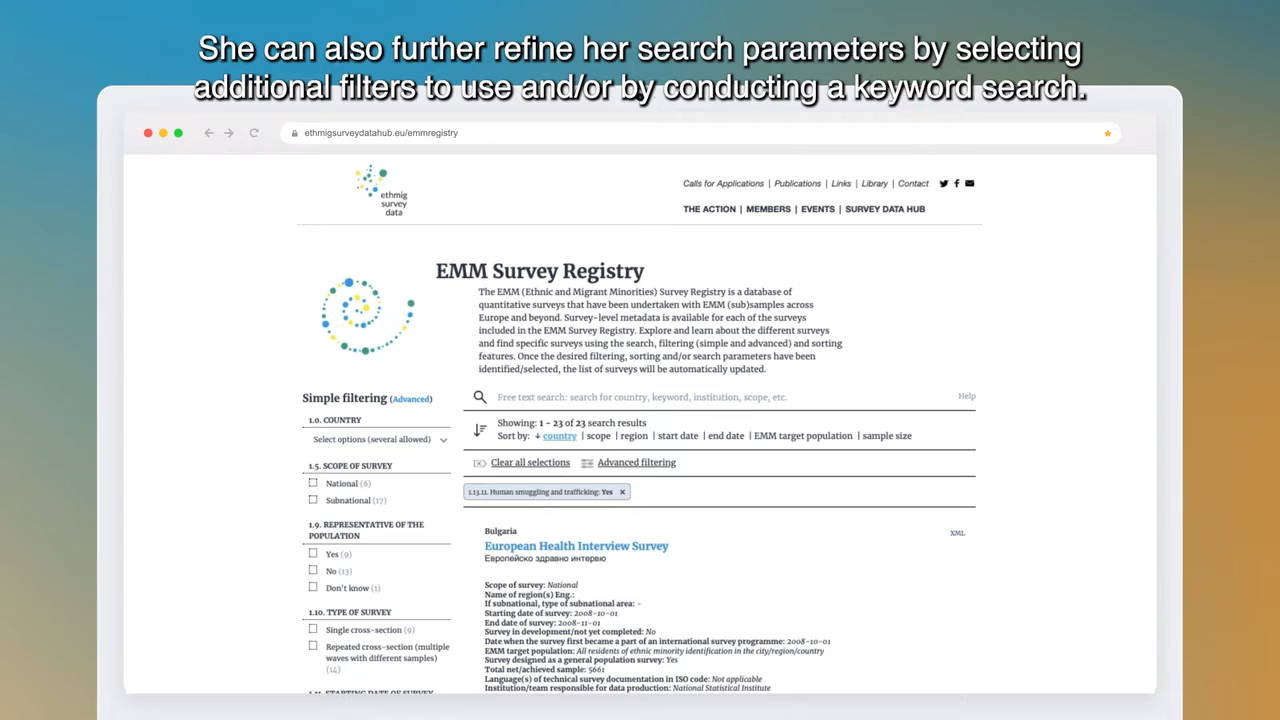 She can also further refine her search parameters by selecting
additional filters to use and/or by conducting a keyword search.
ethmigsurveydatahub.eu/emmregistry
ethmig
survey
data
Calls for Applications | Publications | Links | Library | Contact
THE ACTION | MEMBERS | EVENTS | SURVEY DATA HUB
EMM Survey Registry
The EMM (Ethnic and Migrant Minorities) Survey Registry is a database of
quantitative surveys that have been undertaken with EMM (sub)samples across
Europe and beyond. Survey-level metadata is available for each of the surveys
included in the EMM Survey Registry. Explore and learn about the different surveys
and find specific surveys using the search, filtering (simple and advanced) and sorting
features. Once the desired filtering, sorting and/or search parameters have been
identified/selected, the list of surveys will be automatically updated.
Simple filtering (Advanced)
1.0. COUNTRY
Select options (several allowed)
1.5. SCOPE OF SURVEY
National (6)
Subnational (17)
1.9. REPRESENTATIVE OF THE
POPULATION
Yes (9)
No (13)
Don't know (1)
1.10. TYPE OF SURVEY
Single cross-section (9)
Repeated cross-section (multiple
waves with different samples)
(14)
1.11. STARTING DATE OF SURVEY
Free text search: search for country, keyword, institution, scope, etc.
Help
Showing: 1 - 23 of 23 search results
Sort by: country | scope | region | start date | end date | EMM target population | sample size
Clear all selections Advanced filtering
1.13.11. Human smuggling and trafficking: Yes ×
Bulgaria
XML
European Health Interview Survey
Европейско здравно интервю
Scope of survey: National
Name of region(s) Eng.:
If subnational, type of subnational area: -
Starting date of survey: 2008-10-01
End date of survey: 2008-11-01
Survey in development/not yet completed: No
Date when the survey first became a part of an international survey programme: 2008-10-01
EMM target population: All residents of ethnic minority identification in the city/region/country
Survey designed as a general population survey: Yes
Total net/achieved sample: 5661
Language(s) of technical survey documentation in ISO code: Not applicable
Institution/team responsible for data production: National Statistical Institute